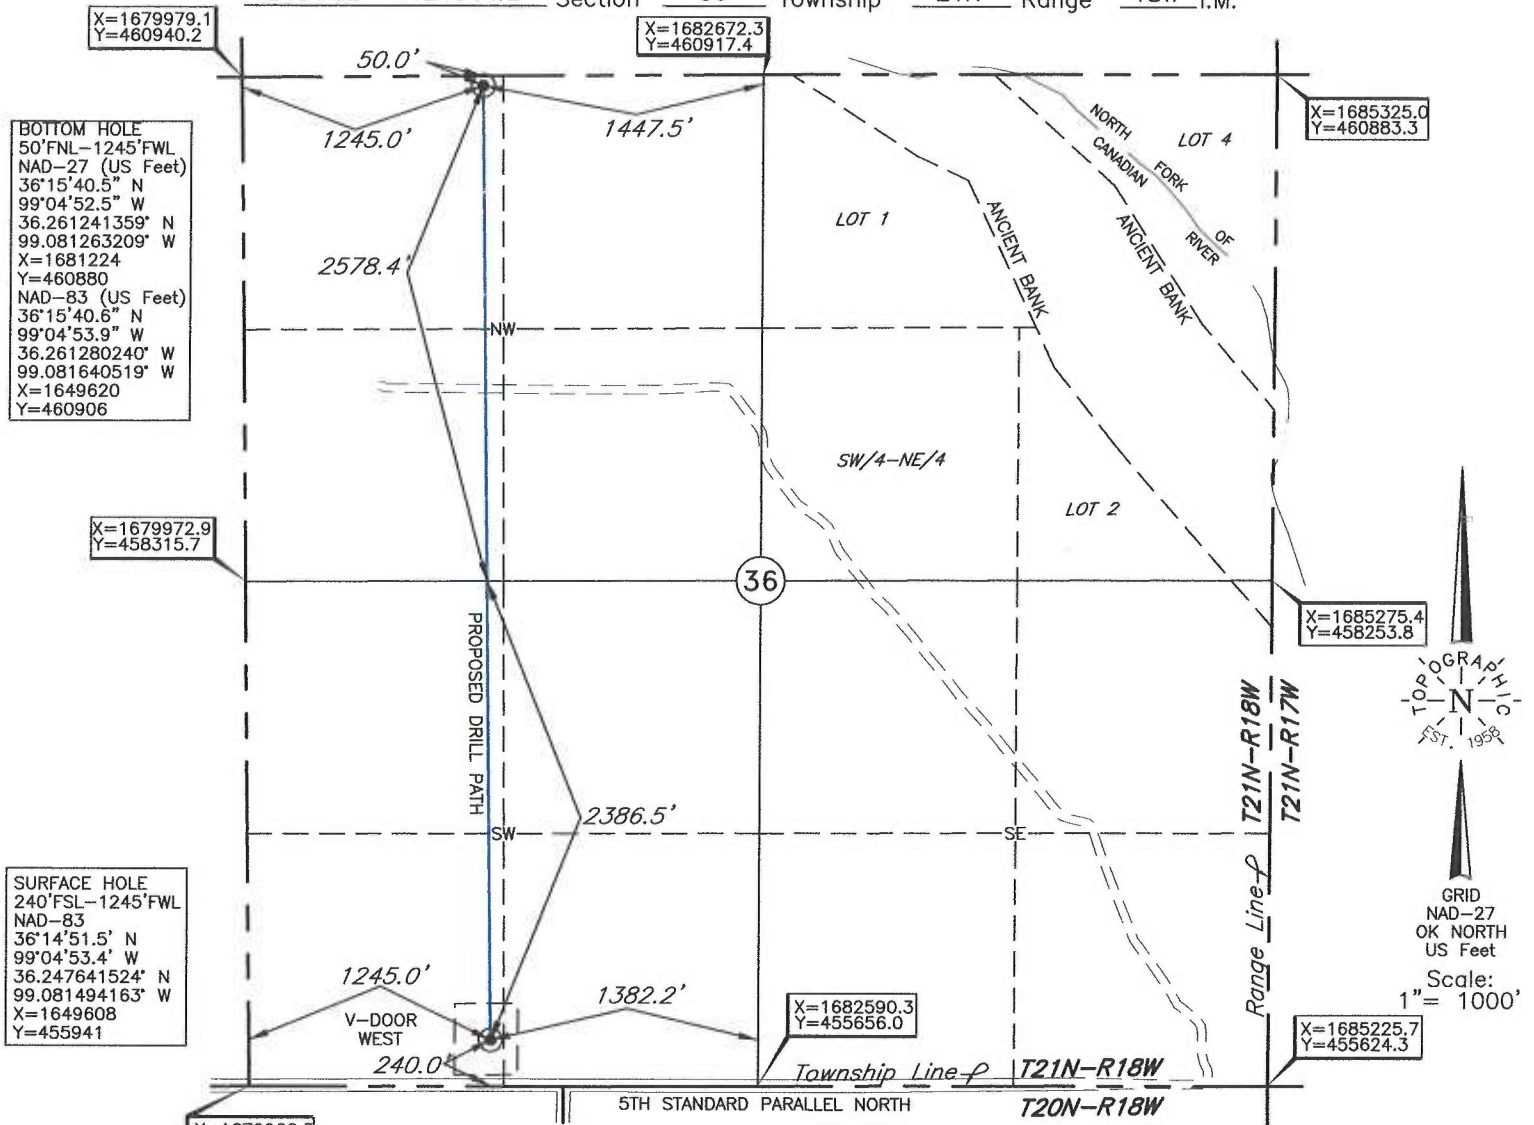 Section Township Range I.M.
X=1679979.1
Y=460940.2
X=1682672.3
Y=460917.4
50.0'
1245.0'
1447.5'
X=1685325.0
Y=460883.3
BOTTOM HOLE
50'FNL-1245'FWL
NAD-27 (US Feet)
36°15'40.5" N
99°04'52.5" W
36.261241359° N
99.081263209° W
X=1681224
Y=460880
NAD-83 (US Feet)
36°15'40.6" N
99°04'53.9" W
36.261280240° W
99.081640519° W
X=1649620
Y=460906
NORTH FORK
CANADIAN
OF
RIVER
LOT 4
LOT 1
ANCIENT BANK
ANCIENT BANK
2578.4'
NW
SW/4-NE/4
LOT 2
X=1679972.9
Y=458315.7
36
X=1685275.4
Y=458253.8
PROPOSED DRILL PATH
T21N-R18W
T21N-R17W
TOPOGRAPHIC
N
EST. 1958
2386.5'
SW
SE
SURFACE HOLE
240'FSL-1245'FWL
NAD-83
36°14'51.5' N
99°04'53.4' W
36.247641524° N
99.081494163° W
X=1649608
Y=455941
Range Line
GRID
NAD-27
OK NORTH
US Feet
Scale:
1"= 1000'
1245.0'
1382.2'
V-DOOR
WEST
240.0'
X=1682590.3
Y=455656.0
X=1685225.7
Y=455624.3
Township Line
T21N-R18W
5TH STANDARD PARALLEL NORTH
T20N-R18W